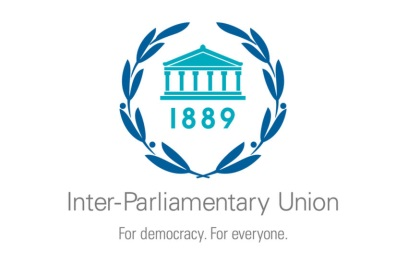 1889
Inter-Parliamentary Union
For democracy. For everyone.